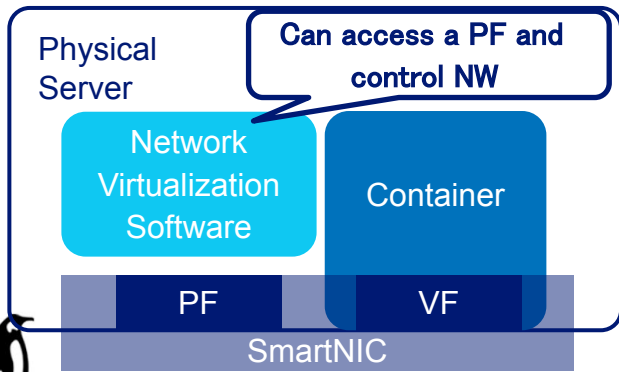 Physical
Server
Can access a PF and
control NW
Network
Virtualization
Software
Container
PF
VF
SmartNIC